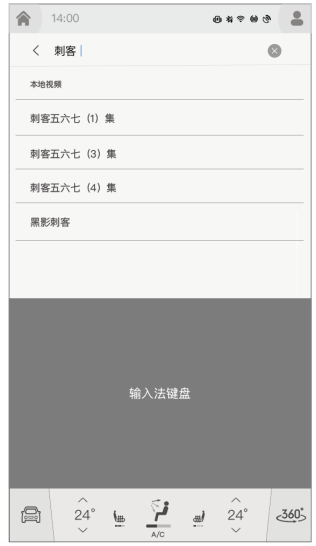 14:00
刺客
本地视频
刺客五六七（1）集
刺客五六七（3）集
刺客五六七（4）集
黑影刺客
输入法键盘
24° 24° 360°
A/C